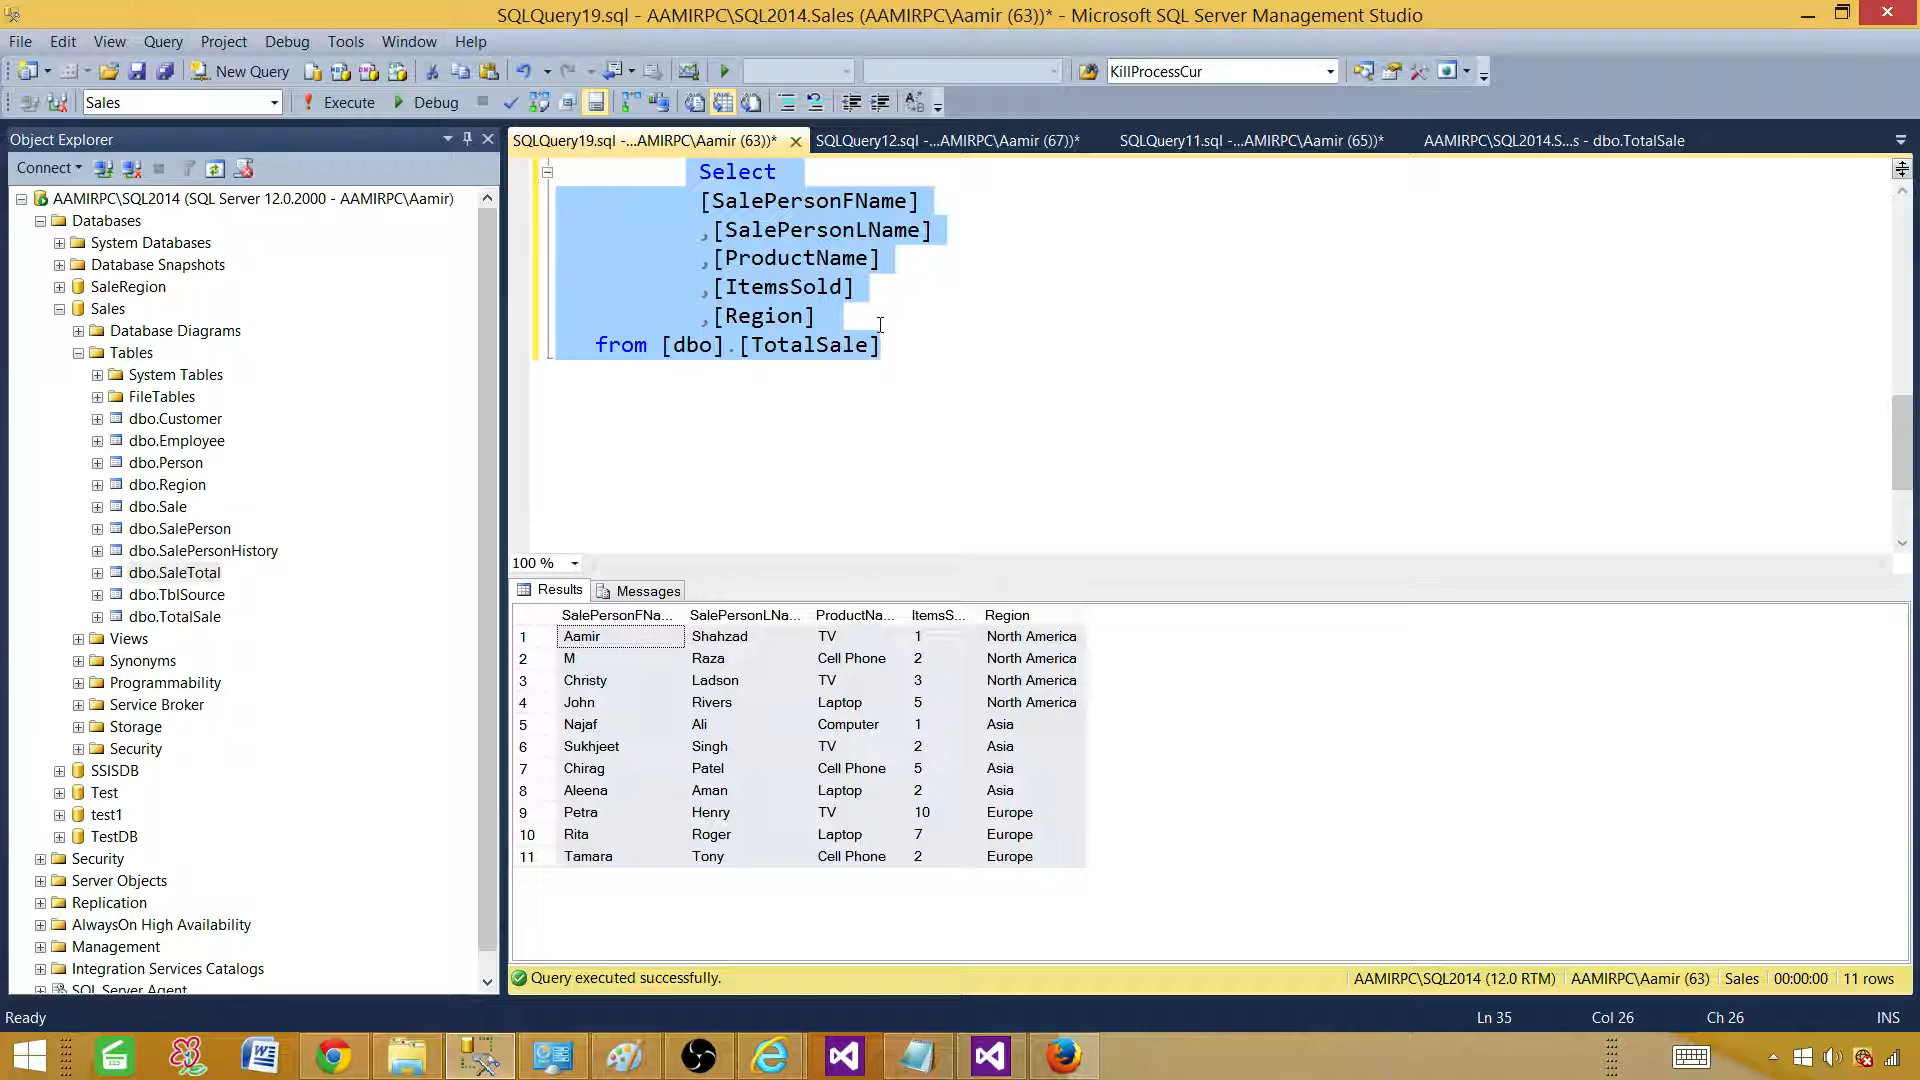 SQLQuery19.sql - AAMIRPC\SQL2014.Sales (AAMIRPC\Aamir (63))* - Microsoft SQL Server Management Studio
File Edit View Query Project Debug Tools Window Help
New Query KillProcessCur
Sales Execute Debug
Object Explorer
SQLQuery19.sql -...AMIRPC\Aamir (63))* SQLQuery12.sql -...AMIRPC\Aamir (67))* SQLQuery11.sql -...AMIRPC\Aamir (65))* AAMIRPC\SQL2014.S...s - dbo.TotalSale
Connect
AAMIRPC\SQL2014 (SQL Server 12.0.2000 - AAMIRPC\Aamir)
Databases
System Databases
Database Snapshots
SaleRegion
Sales
Database Diagrams
Tables
System Tables
FileTables
dbo.Customer
dbo.Employee
dbo.Person
dbo.Region
dbo.Sale
dbo.SalePerson
dbo.SalePersonHistory
dbo.SaleTotal
dbo.TblSource
dbo.TotalSale
Views
Synonyms
Programmability
Service Broker
Storage
Security
SSISDB
Test
test1
TestDB
Security
Server Objects
Replication
AlwaysOn High Availability
Management
Integration Services Catalogs
SQL Server Agent
Select
[SalePersonFName]
,[SalePersonLName]
,[ProductName]
,[ItemsSold]
,[Region]
from [dbo].[TotalSale]
100 %
Results Messages
SalePersonFNa... SalePersonLNa... ProductNa... ItemsS... Region
1 Aamir Shahzad TV 1 North America
2 M Raza Cell Phone 2 North America
3 Christy Ladson TV 3 North America
4 John Rivers Laptop 5 North America
5 Najaf Ali Computer 1 Asia
6 Sukhjeet Singh TV 2 Asia
7 Chirag Patel Cell Phone 5 Asia
8 Aleena Aman Laptop 2 Asia
9 Petra Henry TV 10 Europe
10 Rita Roger Laptop 7 Europe
11 Tamara Tony Cell Phone 2 Europe
Query executed successfully. AAMIRPC\SQL2014 (12.0 RTM) AAMIRPC\Aamir (63) Sales 00:00:00 11 rows
Ready Ln 35 Col 26 Ch 26 INS